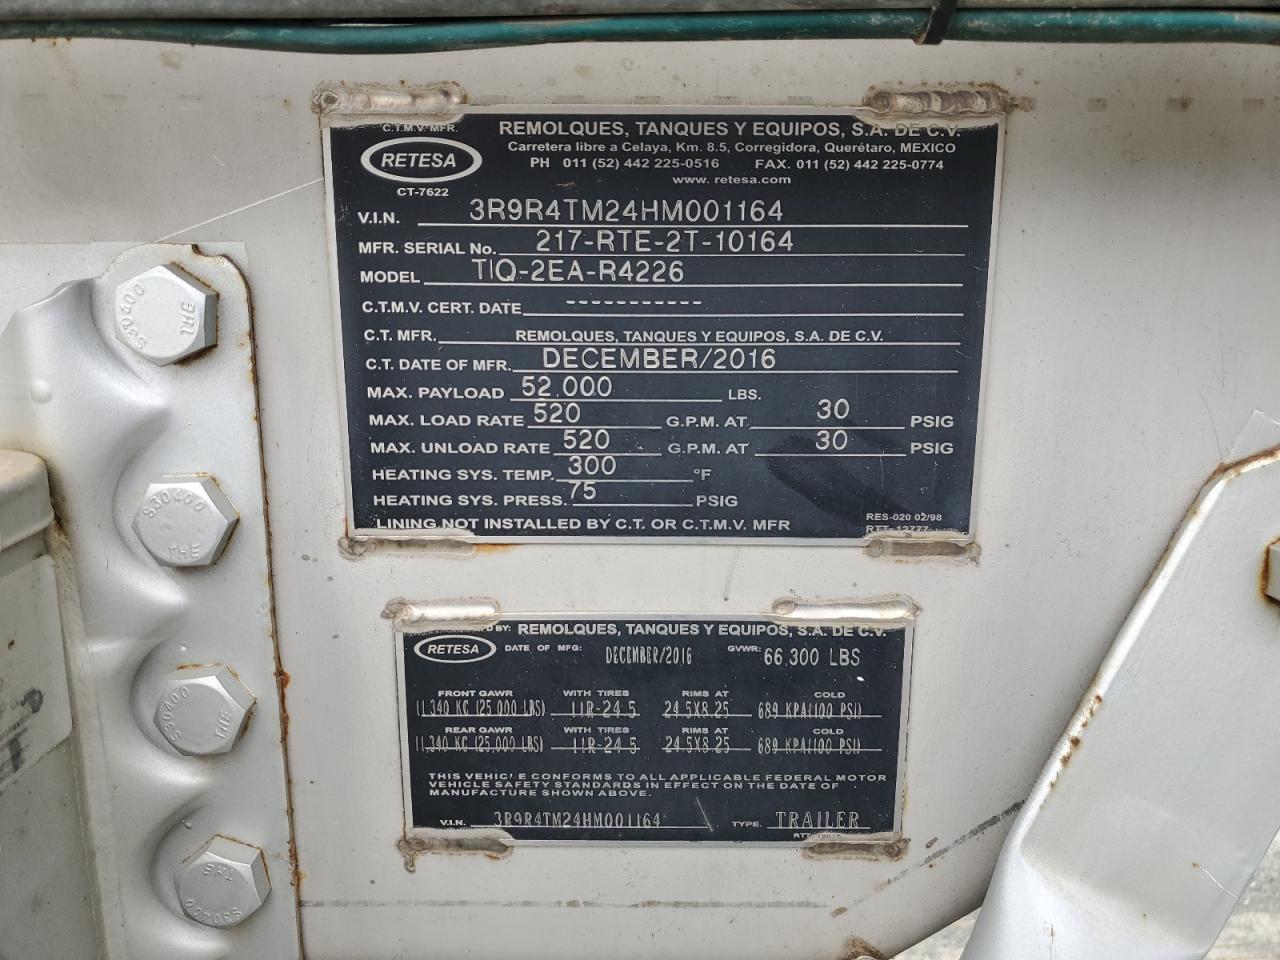 C.T.M.V. MFR.
REMOLQUES, TANQUES Y EQUIPOS, S.A. DE C.V.
Carretera libre a Celaya, Km. 8.5, Corregidora, Querétaro, MEXICO
RETESA
PH 011 (52) 442 225-0516 FAX. 011 (52) 442 225-0774
www. retesa.com
CT-7622
V.I.N. 3R9R4TM24HM001164
MFR. SERIAL No. 217-RTE-2T-10164
MODEL TIQ-2EA-R4226
C.T.M.V. CERT. DATE -----------
C.T. MFR. REMOLQUES, TANQUES Y EQUIPOS, S.A. DE C.V.
C.T. DATE OF MFR. DECEMBER/2016
MAX. PAYLOAD 52,000 LBS.
MAX. LOAD RATE 520 G.P.M. AT 30 PSIG
MAX. UNLOAD RATE 520 G.P.M. AT 30 PSIG
HEATING SYS. TEMP. 300 °F
HEATING SYS. PRESS. 75 PSIG
LINING NOT INSTALLED BY C.T. OR C.T.M.V. MFR
RES-020 02/98
BY: REMOLQUES, TANQUES Y EQUIPOS, S.A. DE C.V.
RETESA DATE OF MFG: DECEMBER/2016 GVWR: 66,300 LBS
FRONT GAWR WITH TIRES RIMS AT COLD
11,340 KG (25,000 LBS) 11R-24.5 24.5X8.25 689 KPA(100 PSI)
REAR GAWR WITH TIRES RIMS AT COLD
11,340 KG (25,000 LBS) 11R-24.5 24.5X8.25 689 KPA(100 PSI)
THIS VEHICLE CONFORMS TO ALL APPLICABLE FEDERAL MOTOR
VEHICLE SAFETY STANDARDS IN EFFECT ON THE DATE OF
MANUFACTURE SHOWN ABOVE.
V.I.N. 3R9R4TM24HM001164 TYPE. TRAILER
S30400
THE
S30400
THE
S30400
THE
THE
S30400